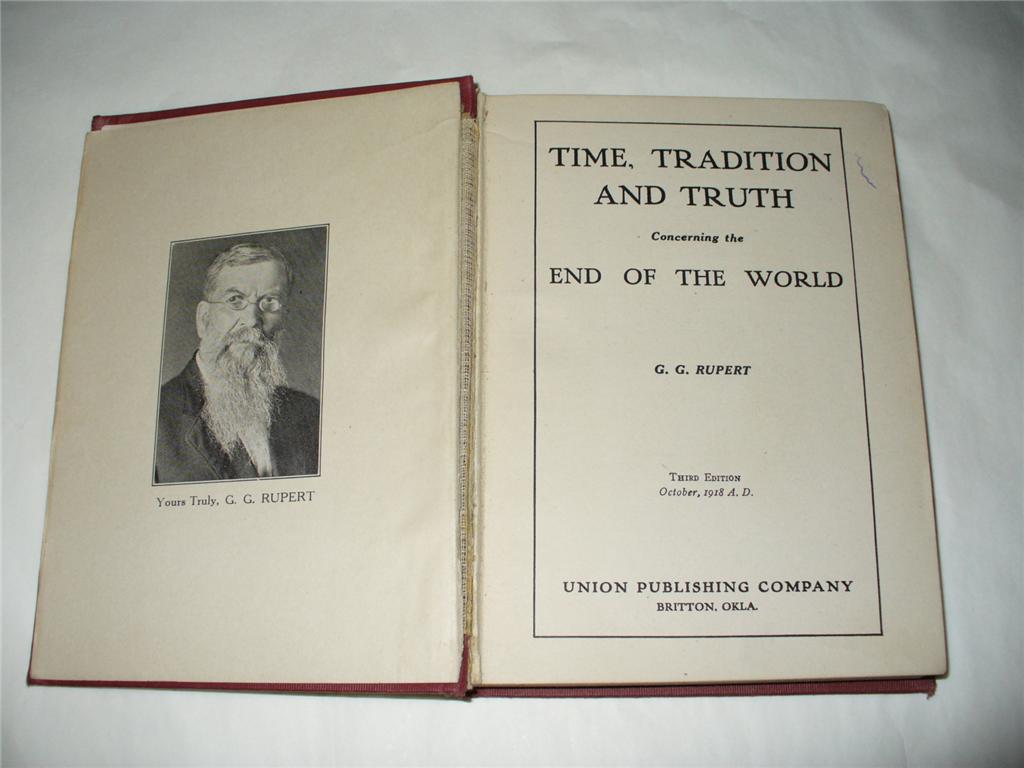 Yours Truly, G. G. RUPERT
TIME, TRADITION
AND TRUTH
Concerning the
END OF THE WORLD
G. G. RUPERT
THIRD EDITION
October, 1918 A. D.
UNION PUBLISHING COMPANY
BRITTON, OKLA.